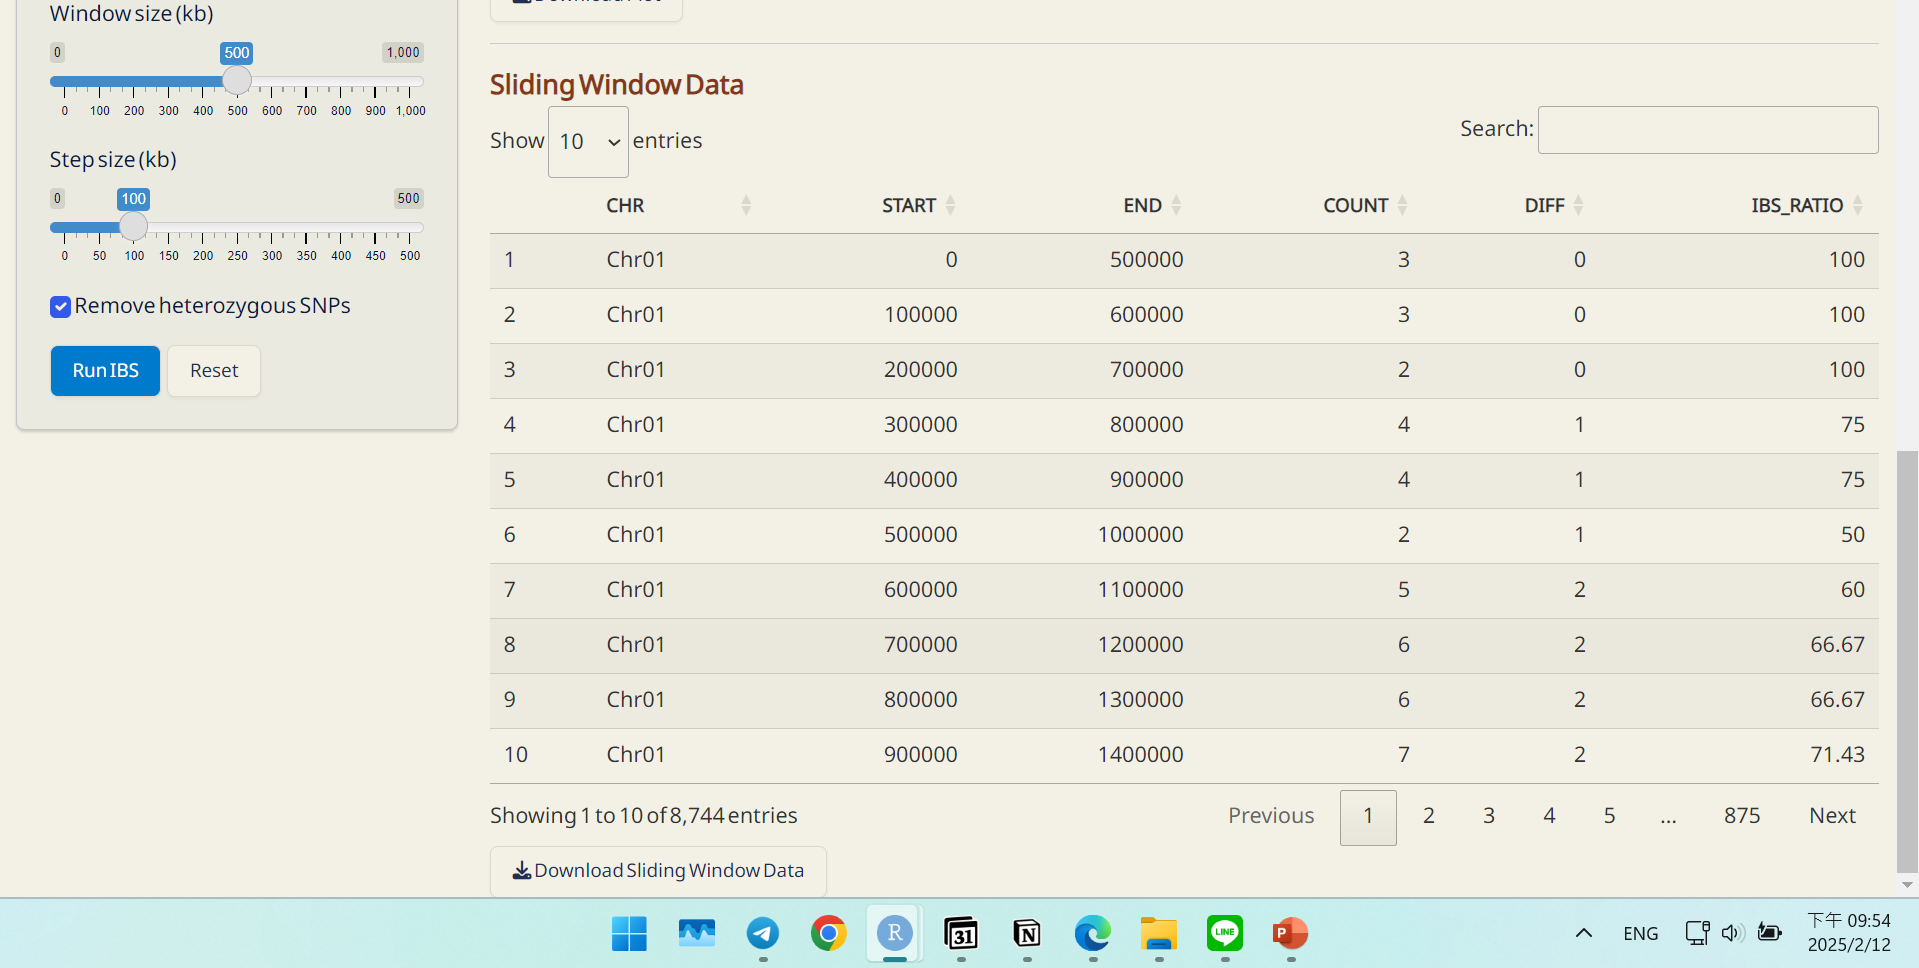 Window size (kb)
0 500 1,000
0 100 200 300 400 500 600 700 800 900 1,000
Step size (kb)
0 100 500
0 50 100 150 200 250 300 350 400 450 500
Remove heterozygous SNPs
Run IBS Reset
Sliding Window Data
Show 10 entries Search:
CHR START END COUNT DIFF IBS_RATIO
1 Chr01 0 500000 3 0 100
2 Chr01 100000 600000 3 0 100
3 Chr01 200000 700000 2 0 100
4 Chr01 300000 800000 4 1 75
5 Chr01 400000 900000 4 1 75
6 Chr01 500000 1000000 2 1 50
7 Chr01 600000 1100000 5 2 60
8 Chr01 700000 1200000 6 2 66.67
9 Chr01 800000 1300000 6 2 66.67
10 Chr01 900000 1400000 7 2 71.43
Showing 1 to 10 of 8,744 entries Previous 1 2 3 4 5 ... 875 Next
Download Sliding Window Data
R 31 N LINE P ENG 下午 09:54
2025/2/12